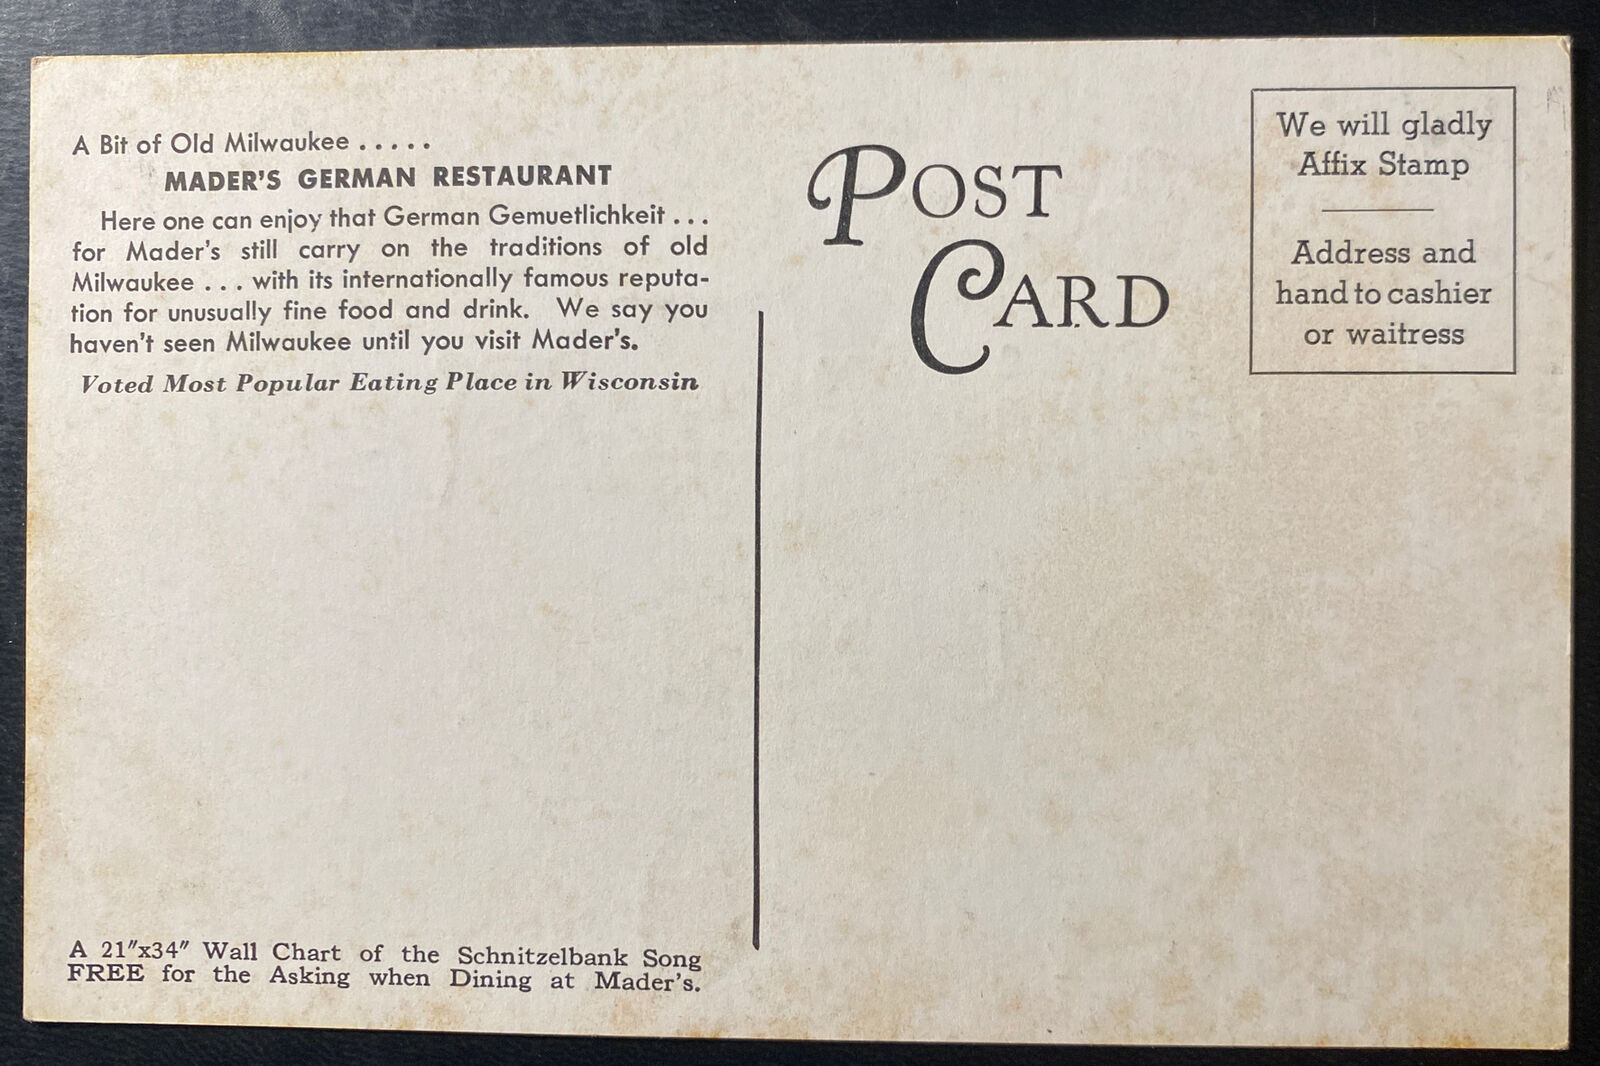 A Bit of Old Milwaukee . . . . .
MADER'S GERMAN RESTAURANT
Here one can enjoy that German Gemuetlichkeit . . .
for Mader's still carry on the traditions of old
Milwaukee . . . with its internationally famous reputa-
tion for unusually fine food and drink. We say you
haven't seen Milwaukee until you visit Mader's.
Voted Most Popular Eating Place in Wisconsin
A 21"x34" Wall Chart of the Schnitzelbank Song
FREE for the Asking when Dining at Mader's.
POST
CARD
We will gladly
Affix Stamp
Address and
hand to cashier
or waitress